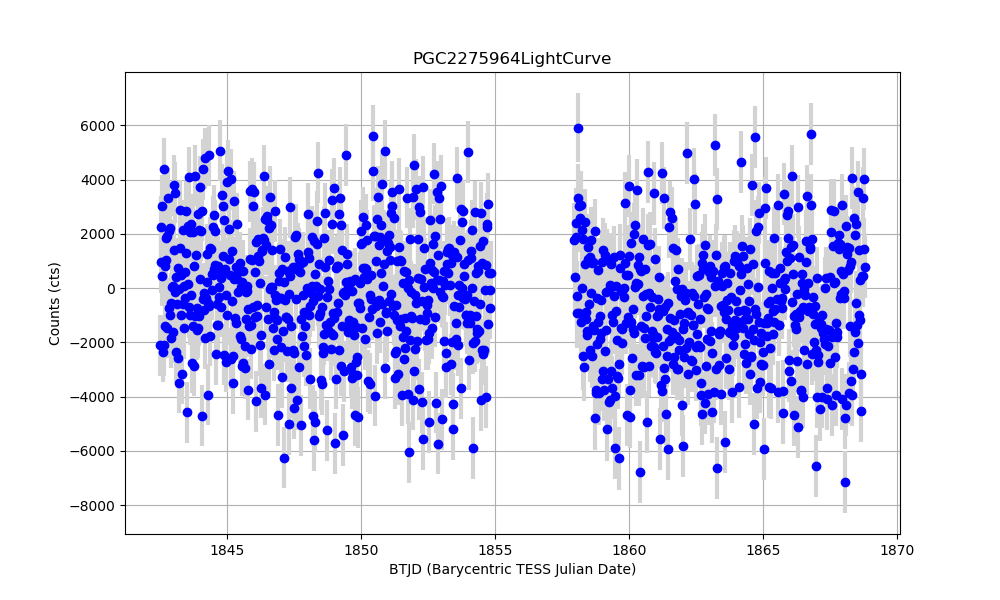 PGC2275964LightCurve
6000
4000
2000
0
−2000
−4000
−6000
−8000
Counts (cts)
1845 1850 1855 1860 1865 1870
BTJD (Barycentric TESS Julian Date)